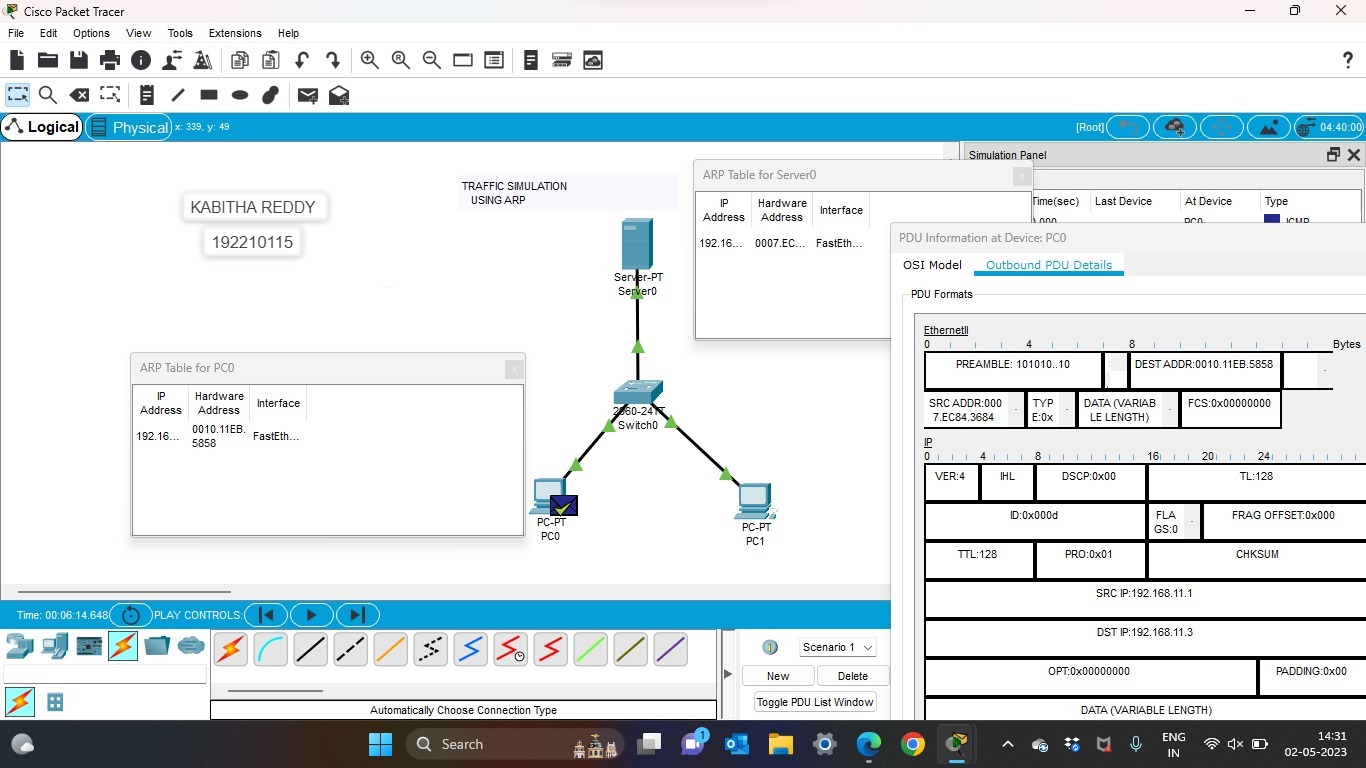 Cisco Packet Tracer
File Edit Options View Tools Extensions Help
?
Logical Physical x: 339, y: 49 [Root] 04:40:00
KABITHA REDDY
192210115
TRAFFIC SIMULATION
USING ARP
Server-PT
Server0
2960-24TT
Switch0
PC-PT
PC0
PC-PT
PC1
ARP Table for PC0 x
IP Address Hardware Address Interface
192.16... 0010.11EB.5858 FastEth...
ARP Table for Server0 x
IP Address Hardware Address Interface
192.16... 0007.EC... FastEth...
Simulation Panel
Time(sec) Last Device At Device Type
PC0 ICMP
PDU Information at Device: PC0
OSI Model Outbound PDU Details
PDU Formats
EthernetII
0 4 8 Bytes
PREAMBLE: 101010..10 DEST ADDR:0010.11EB.5858
SRC ADDR:0007.EC84.3684 TYPE:0x DATA (VARIABLE LENGTH) FCS:0x00000000
IP
0 4 8 16 20 24
VER:4 IHL DSCP:0x00 TL:128
ID:0x000d FLAGS:0 FRAG OFFSET:0x000
TTL:128 PRO:0x01 CHKSUM
SRC IP:192.168.11.1
DST IP:192.168.11.3
OPT:0x00000000 PADDING:0x00
DATA (VARIABLE LENGTH)
Time: 00:06:14.648 PLAY CONTROLS:
Scenario 1
New Delete
Toggle PDU List Window
Automatically Choose Connection Type
Search
1
ENG
IN
14:31
02-05-2023